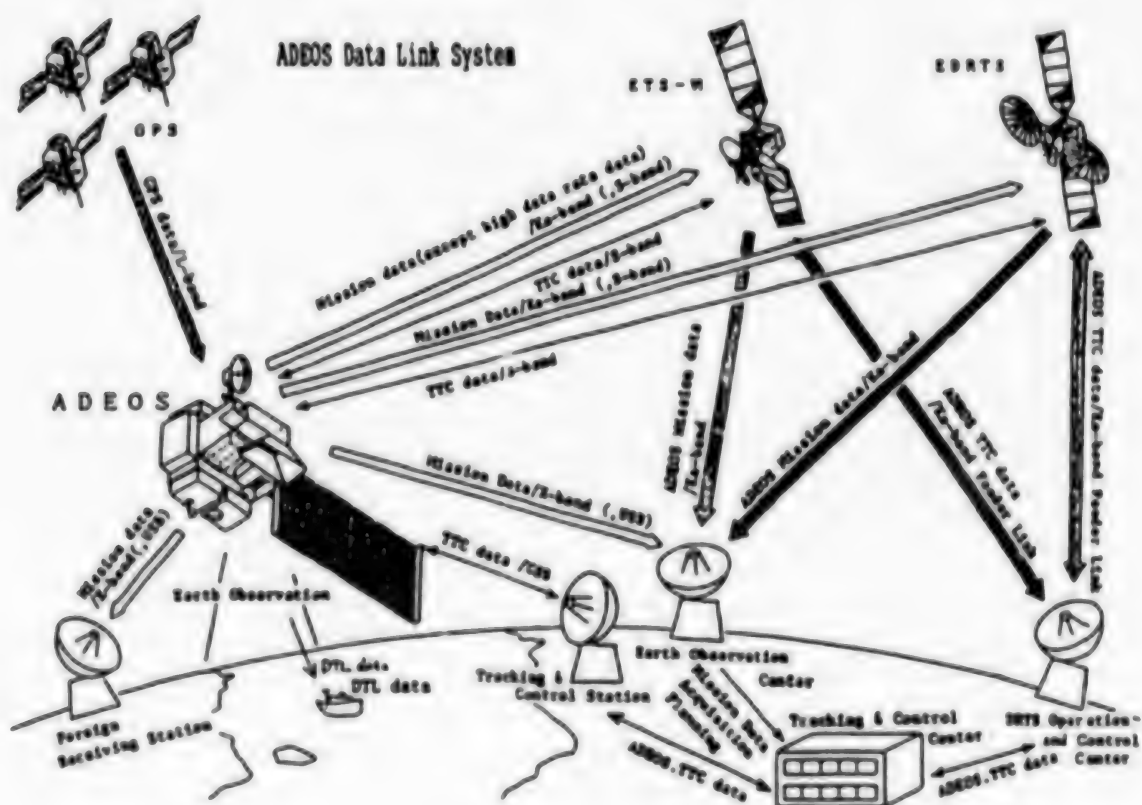 ADEOS Data Link System
GPS
ETS-VI
EDRTS
GPS data/L-band
Mission data(except high data rate data)
/Ka-band (,S-band)
TTC data/S-band
Mission Data/Ka-band (,S-band)
TTC data/s-band
ADEOS
Mission Data/X-band (,USB)
ADEOS Mission data
/Ka-band
ADEOS Mission data/Ka-band
ADEOS TTC data
/Ka-band Feeder Link
ADEOS TTC data/Ka-band Feeder Link
Mission data
/X-band(,USB)
TTC data /USB
Earth Observation
DTL data
DTL data
Foreign
Receiving Station
Tracking &
Control Station
Earth Observation
Center
Mission Data
Acquisition
Planning
Tracking & Control
Center
DRTS Operation
and Control
Center
ADEOS.TTC data
ADEOS.TTC data